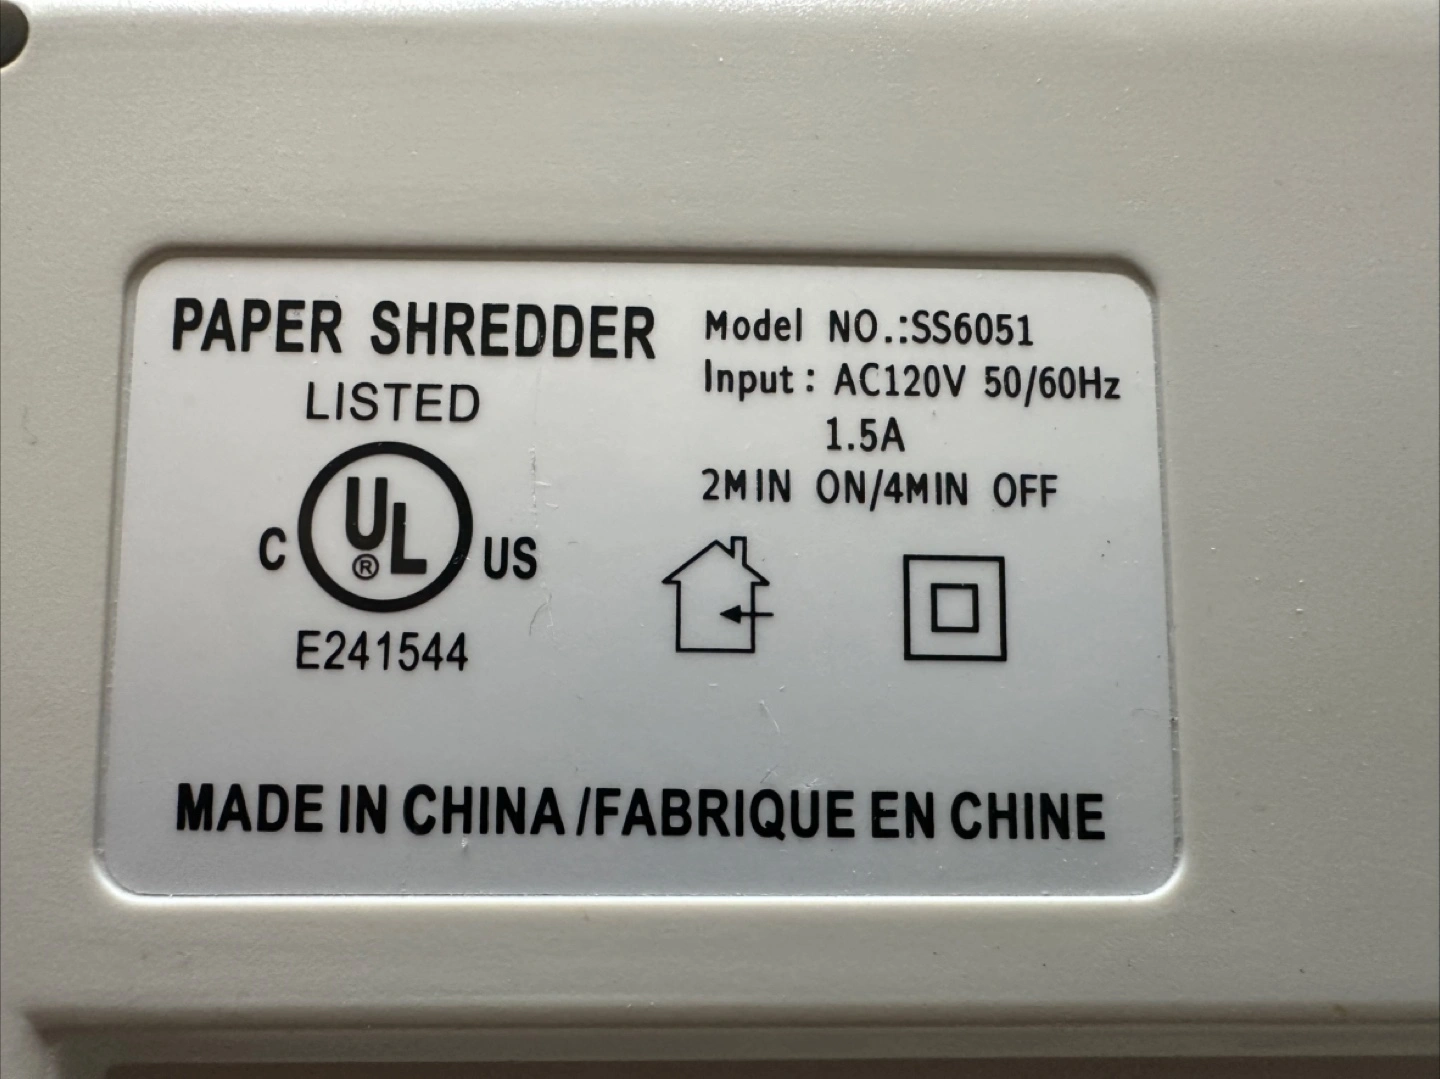 PAPER SHREDDER
LISTED
C UL ® US
E241544
Model NO.:SS6051
Input: AC120V 50/60Hz
1.5A
2MIN ON/4MIN OFF
MADE IN CHINA/FABRIQUE EN CHINE